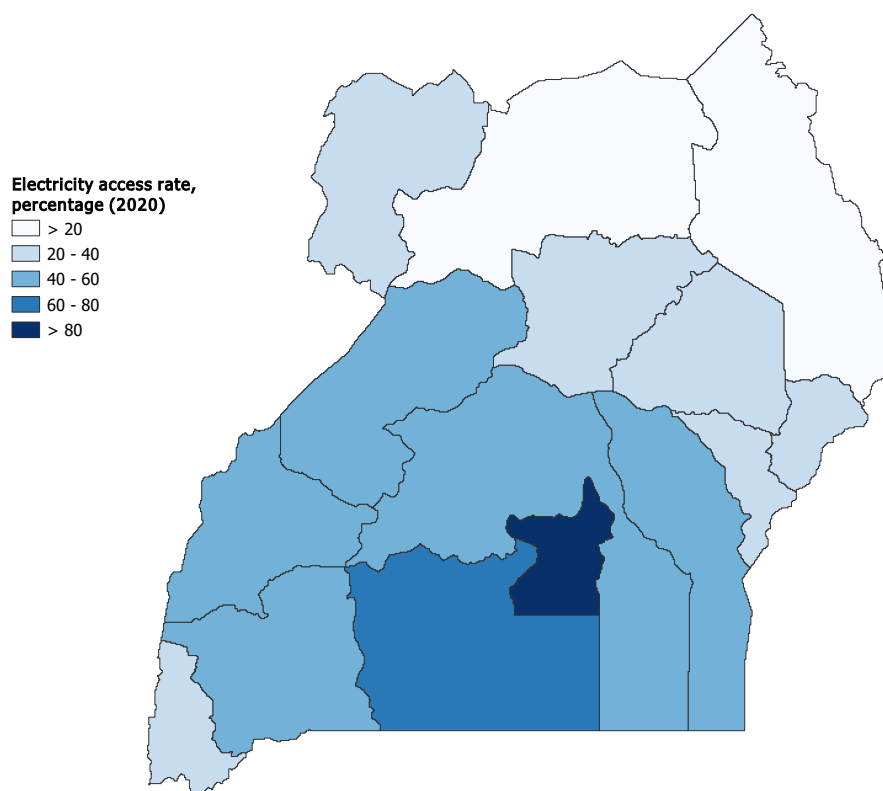 Electricity access rate,
percentage (2020)
> 20
20 - 40
40 - 60
60 - 80
> 80